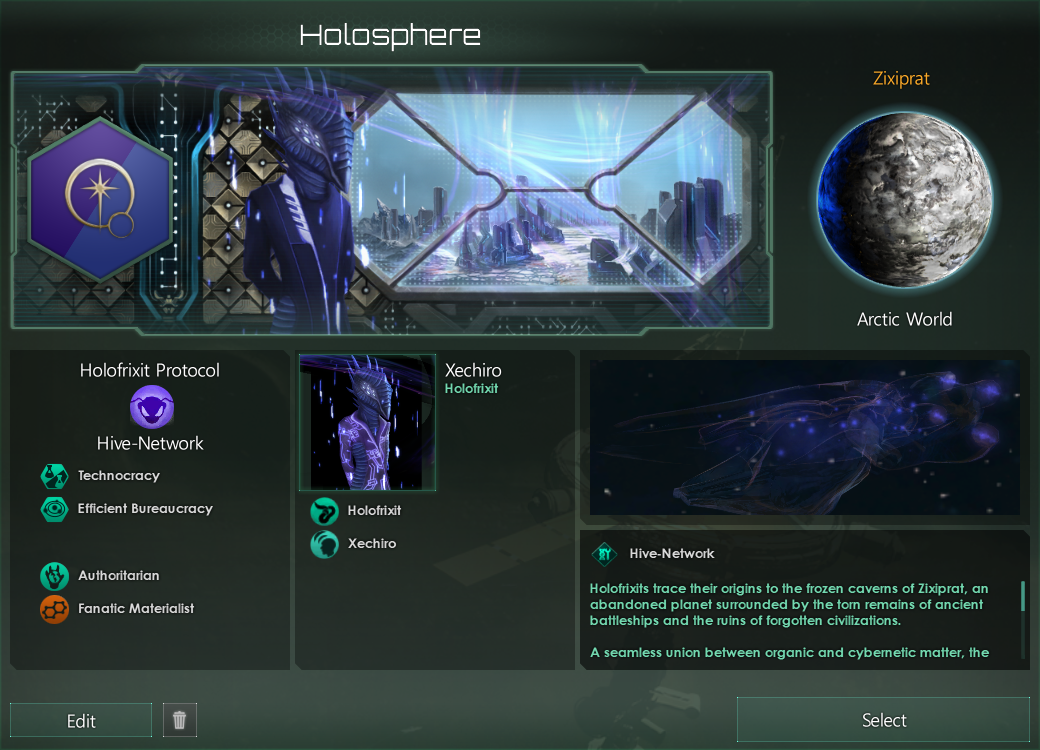 Holosphere
Zixiprat
Arctic World
Holofrixit Protocol
Hive-Network
Technocracy
Efficient Bureaucracy
Authoritarian
Fanatic Materialist
Xechiro
Holofrixit
Holofrixit
Xechiro
Hive-Network
Holofrixits trace their origins to the frozen caverns of Zixiprat, an
abandoned planet surrounded by the torn remains of ancient
battleships and the ruins of forgotten civilizations.
A seamless union between organic and cybernetic matter, the
Edit
Select